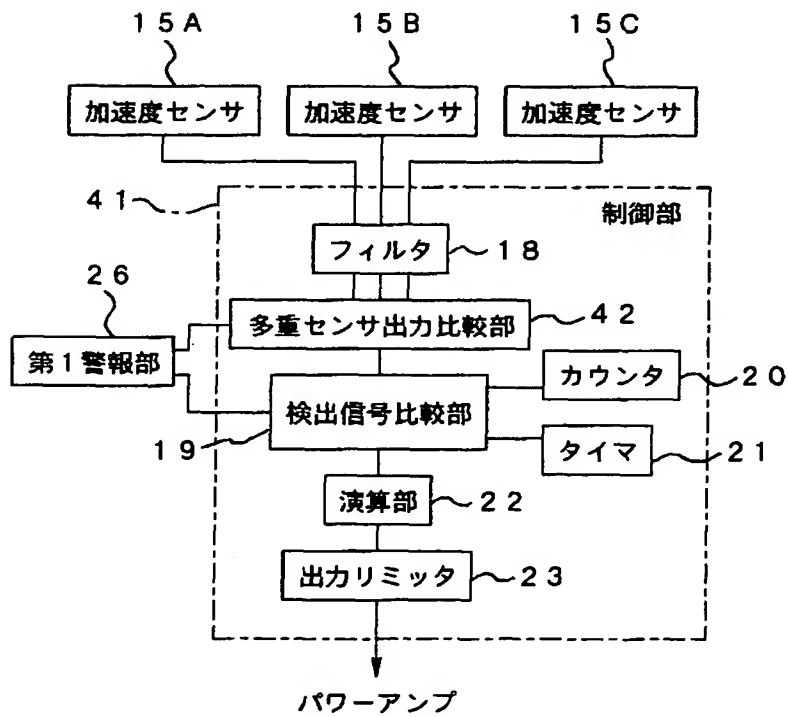 15A 15B 15C
加速度センサ 加速度センサ 加速度センサ
41
制御部
フィルタ 18
26
多重センサ出力比較部 42
第1警報部
カウンタ 20
検出信号比較部
19
タイマ 21
演算部 22
出力リミッタ 23
パワーアンプ